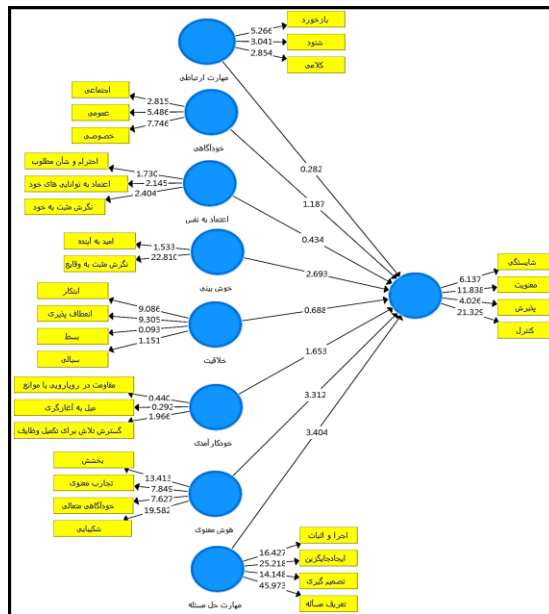 بازخورد
5.266
شنود
3.041
کلامی
2.854
مهارت ارتباطی
0.282
اجتماعی
2.815
عمومی
5.486
خصوصی
7.746
خودآگاهی
1.187
احترام و شأن مطلوب
1.730
اعتماد به توانایی های خود
2.145
نگرش مثبت به خود
2.404
اعتماد به نفس
0.434
امید به آینده
1.533
نگرش مثبت به وقایع
22.810
خوش بینی
2.693
شایستگی
6.137
معنویت
11.838
پذیرش
4.026
کنترل
21.329
ابتکار
9.086
انعطاف پذیری
9.305
بسط
0.093
سیالی
1.151
خلاقیت
0.688
مقاومت در رویارویی با موانع
0.440
میل به آغازگری
0.292
گسترش تلاش برای تکمیل وظایف
1.966
خودکار آمدی
1.653
بخشش
13.413
تجارب معنوی
7.849
خودآگاهی متعالی
7.627
شکیبایی
19.582
هوش معنوی
3.312
اجرا و اثبات
16.427
ایجادجایگزین
25.218
تصمیم گیری
14.148
تعریف مسأله
45.973
مهارت حل مسئله
3.404